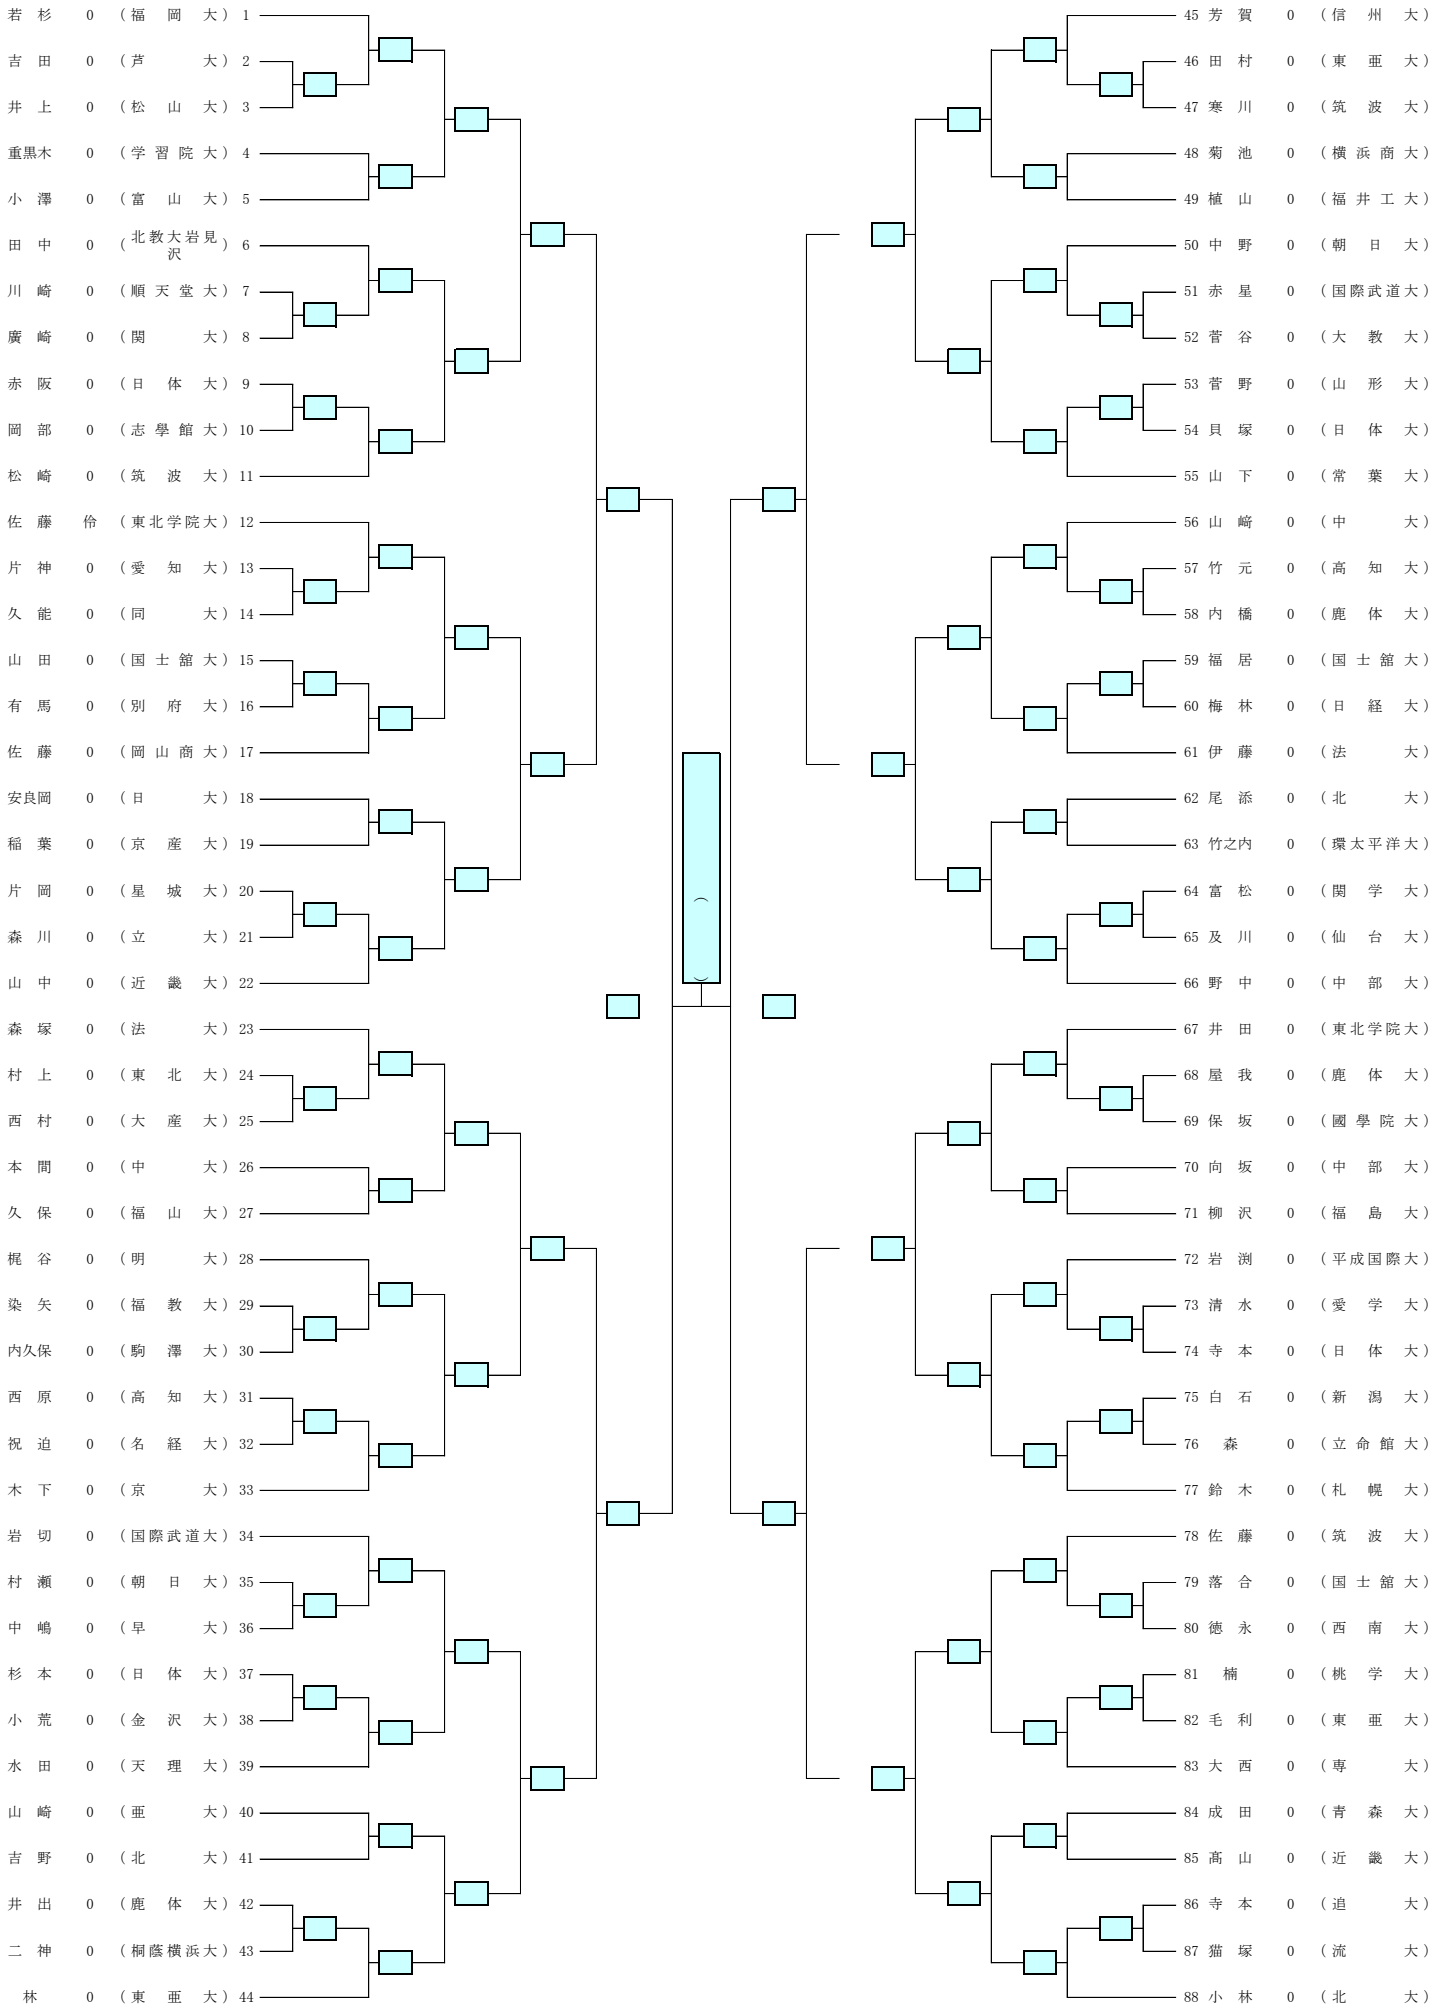 若杉 0 (福岡大) 1
吉田 0 (芦大) 2
井上 0 (松山大) 3
重黒木 0 (学習院大) 4
小澤 0 (富山大) 5
田中 0 (北教大岩見沢) 6
川崎 0 (順天堂大) 7
廣崎 0 (関大) 8
赤阪 0 (日体大) 9
岡部 0 (志學館大) 10
松崎 0 (筑波大) 11
佐藤 伶 (東北学院大) 12
片神 0 (愛知大) 13
久能 0 (同大) 14
山田 0 (国士舘大) 15
有馬 0 (別府大) 16
佐藤 0 (岡山商大) 17
安良岡 0 (日大) 18
稲葉 0 (京産大) 19
片岡 0 (星城大) 20
森川 0 (立大) 21
山中 0 (近畿大) 22
森塚 0 (法大) 23
村上 0 (東北大) 24
西村 0 (大産大) 25
本間 0 (中大) 26
久保 0 (福山大) 27
梶谷 0 (明大) 28
染矢 0 (福教大) 29
内久保 0 (駒澤大) 30
西原 0 (高知大) 31
祝迫 0 (名経大) 32
木下 0 (京大) 33
岩切 0 (国際武道大) 34
村瀬 0 (朝日大) 35
中嶋 0 (早大) 36
杉本 0 (日体大) 37
小荒 0 (金沢大) 38
水田 0 (天理大) 39
山崎 0 (亜大) 40
吉野 0 (北大) 41
井出 0 (鹿体大) 42
二神 0 (桐蔭横浜大) 43
林 0 (東亜大) 44
( )
45 芳賀 0 (信州大)
46 田村 0 (東亜大)
47 寒川 0 (筑波大)
48 菊池 0 (横浜商大)
49 植山 0 (福井工大)
50 中野 0 (朝日大)
51 赤星 0 (国際武道大)
52 菅谷 0 (大教大)
53 菅野 0 (山形大)
54 貝塚 0 (日体大)
55 山下 0 (常葉大)
56 山﨑 0 (中大)
57 竹元 0 (高知大)
58 内橋 0 (鹿体大)
59 福居 0 (国士舘大)
60 梅林 0 (日経大)
61 伊藤 0 (法大)
62 尾添 0 (北大)
63 竹之内 0 (環太平洋大)
64 富松 0 (関学大)
65 及川 0 (仙台大)
66 野中 0 (中部大)
67 井田 0 (東北学院大)
68 屋我 0 (鹿体大)
69 保坂 0 (國學院大)
70 向坂 0 (中部大)
71 柳沢 0 (福島大)
72 岩渕 0 (平成国際大)
73 清水 0 (愛学大)
74 寺本 0 (日体大)
75 白石 0 (新潟大)
76 森 0 (立命館大)
77 鈴木 0 (札幌大)
78 佐藤 0 (筑波大)
79 落合 0 (国士舘大)
80 徳永 0 (西南大)
81 楠 0 (桃学大)
82 毛利 0 (東亜大)
83 大西 0 (専大)
84 成田 0 (青森大)
85 髙山 0 (近畿大)
86 寺本 0 (追大)
87 猫塚 0 (流大)
88 小林 0 (北大)